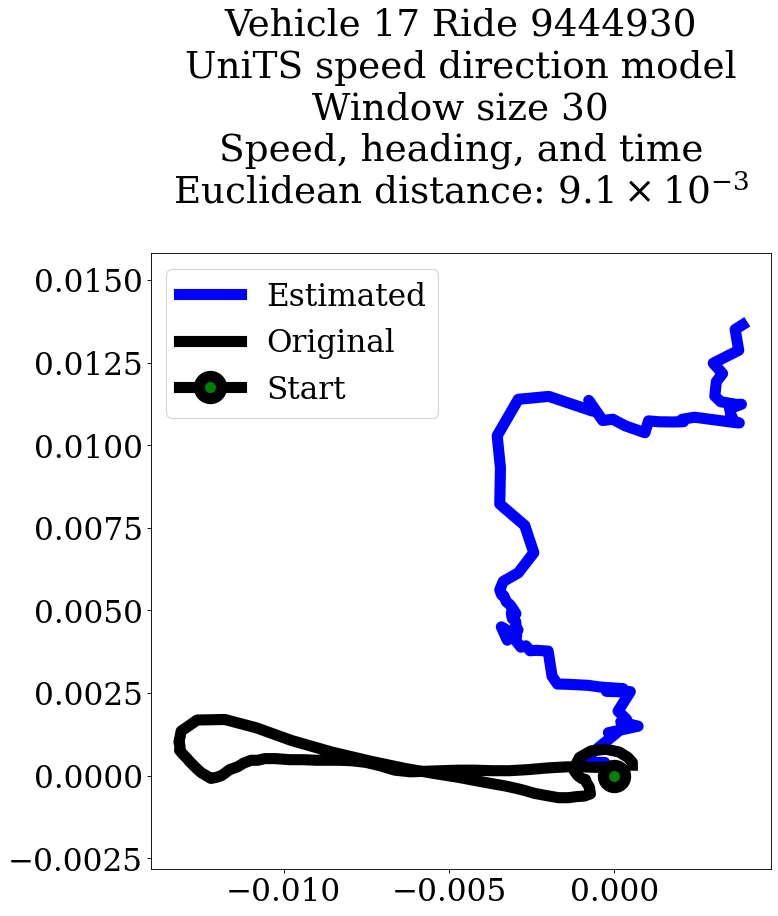 Vehicle 17 Ride 9444930
UniTS speed direction model
Window size 30
Speed, heading, and time
Euclidean distance: 9.1 × 10⁻³
0.0150
0.0125
0.0100
0.0075
0.0050
0.0025
0.0000
−0.0025
Estimated
Original
Start
−0.010 −0.005 0.000